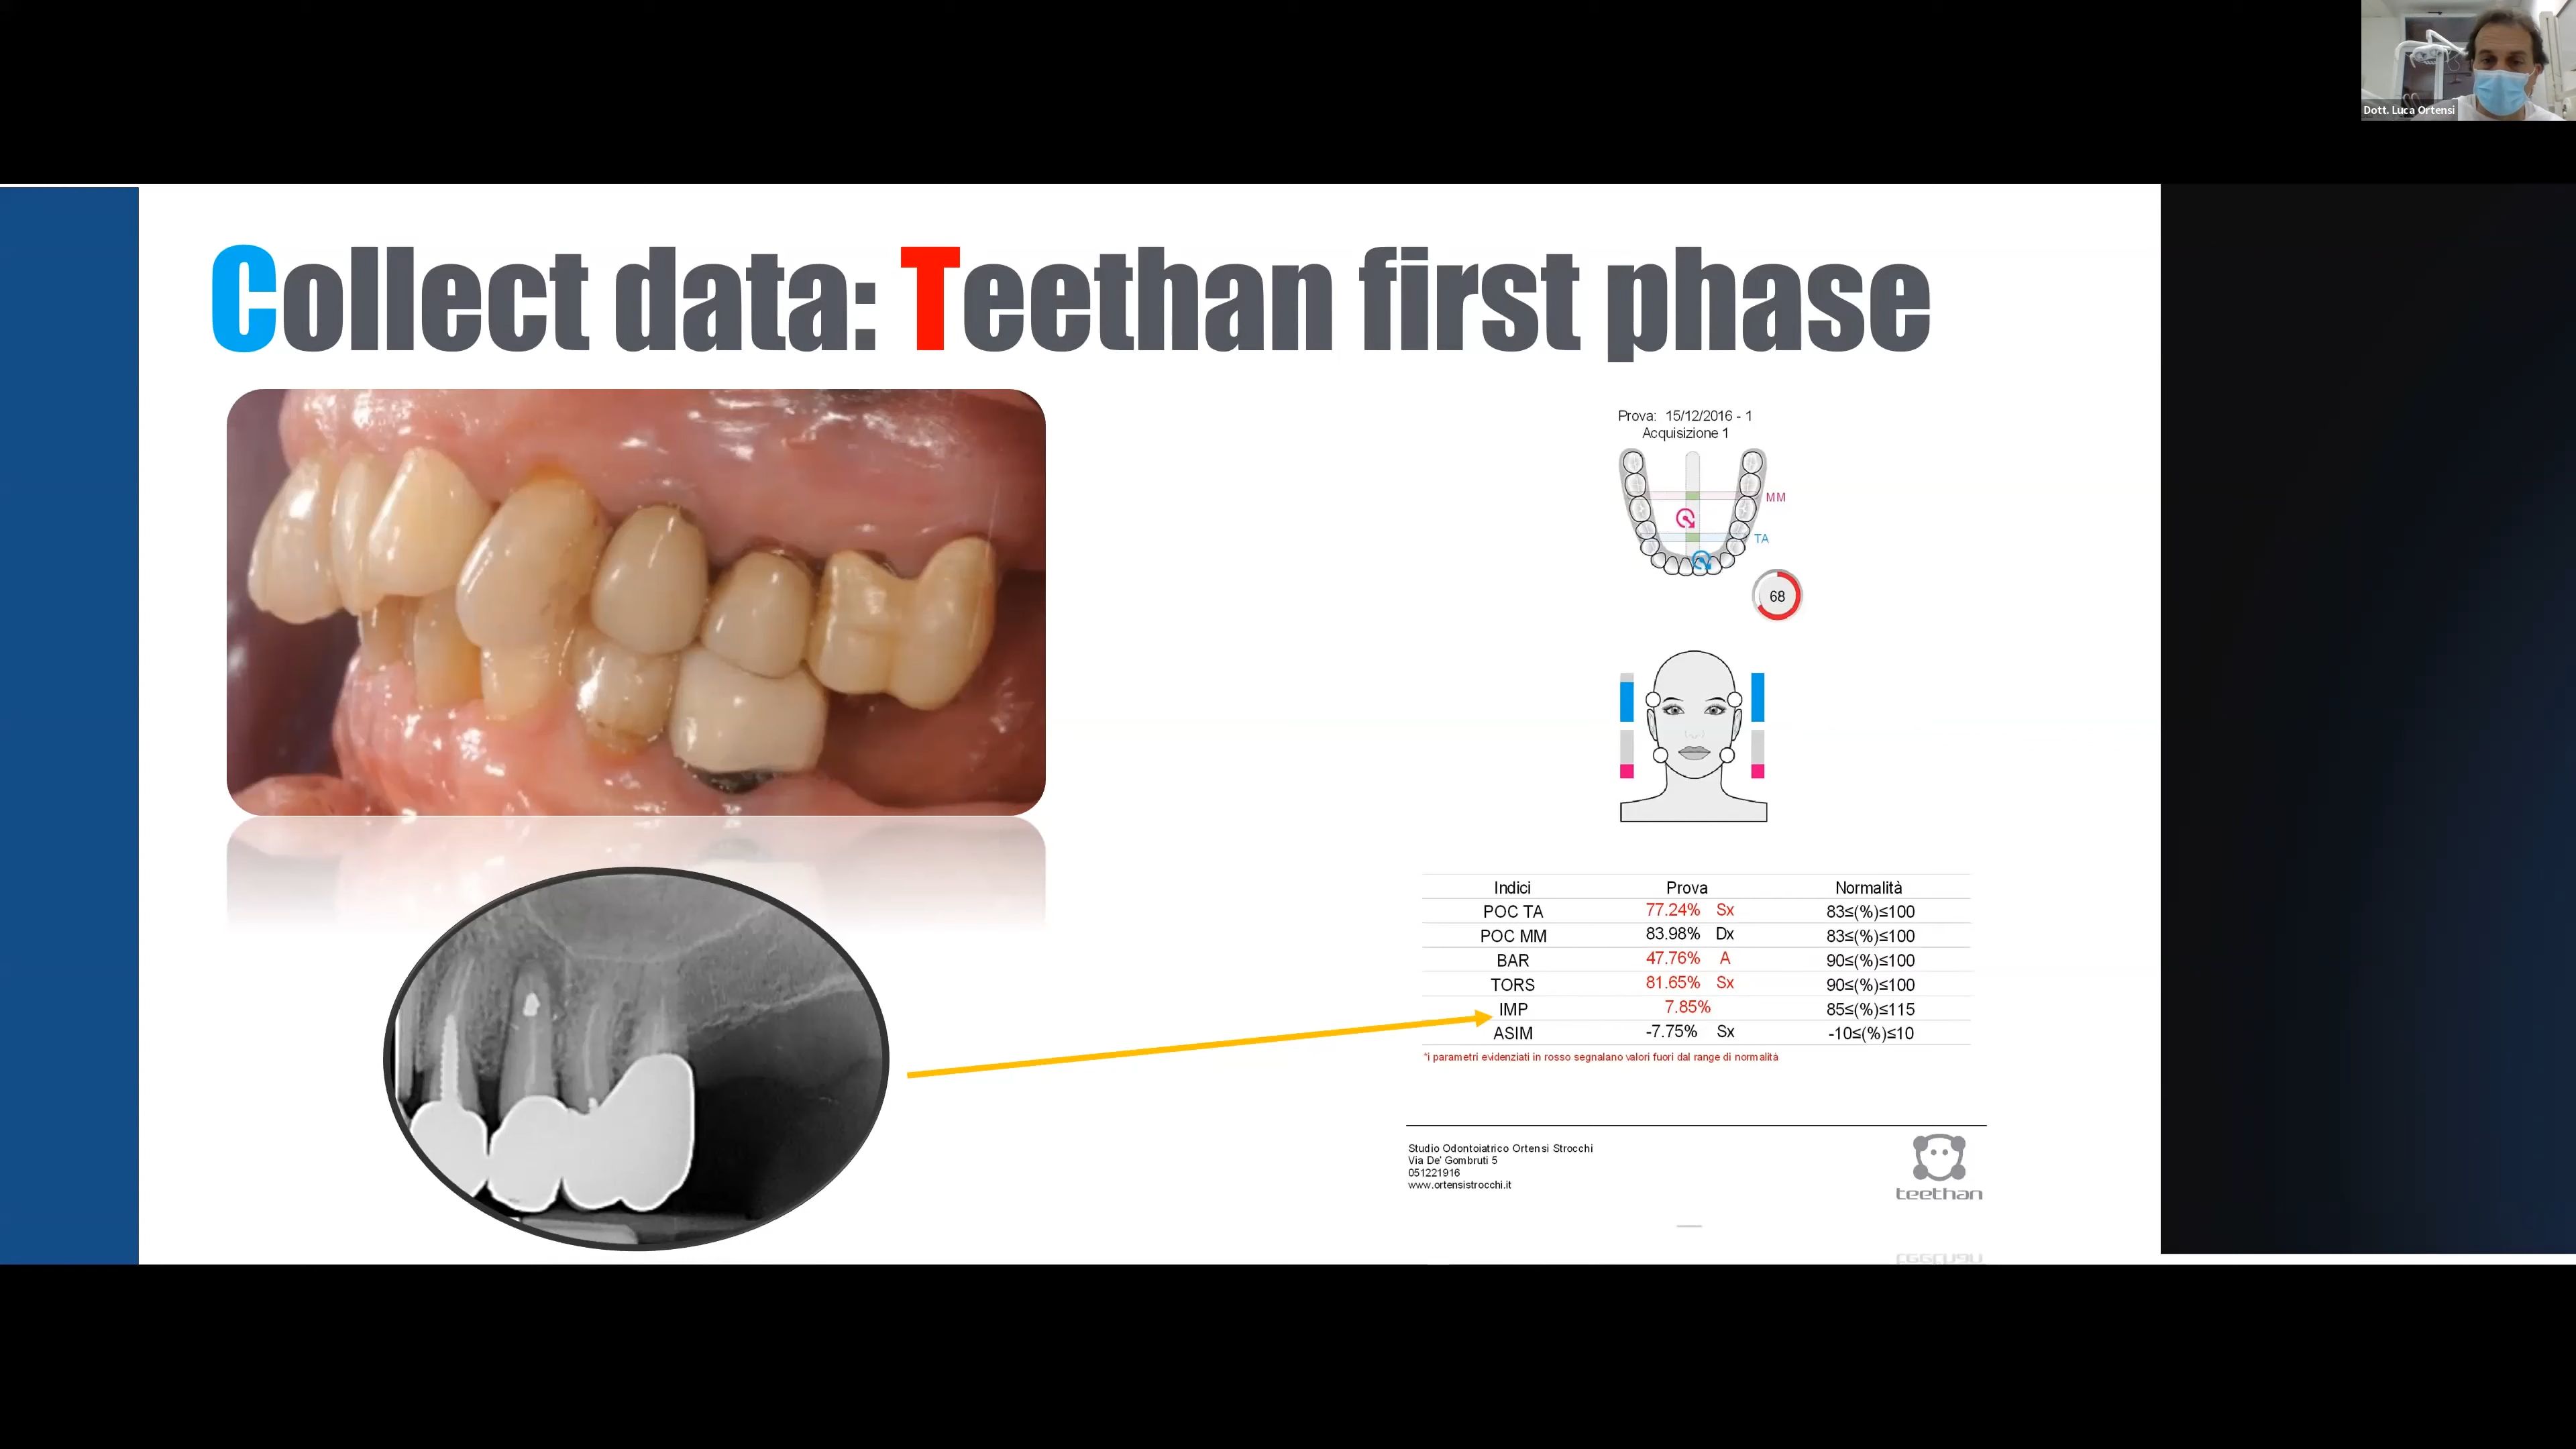 Dott. Luca Ortensi
Collect data: Teethan first phase
Prova: 15/12/2016 - 1
Acquisizione 1
MM
TA
68
Indici Prova Normalità
POC TA 77.24% Sx 83≤(%)≤100
POC MM 83.98% Dx 83≤(%)≤100
BAR 47.76% A 90≤(%)≤100
TORS 81.65% Sx 90≤(%)≤100
IMP 7.85% 85≤(%)≤115
ASIM -7.75% Sx -10≤(%)≤10
*i parametri evidenziati in rosso segnalano valori fuori dal range di normalità
Studio Odontoiatrico Ortensi Strocchi
Via De' Gombruti 5
051221916
www.ortensistrocchi.it
teethan